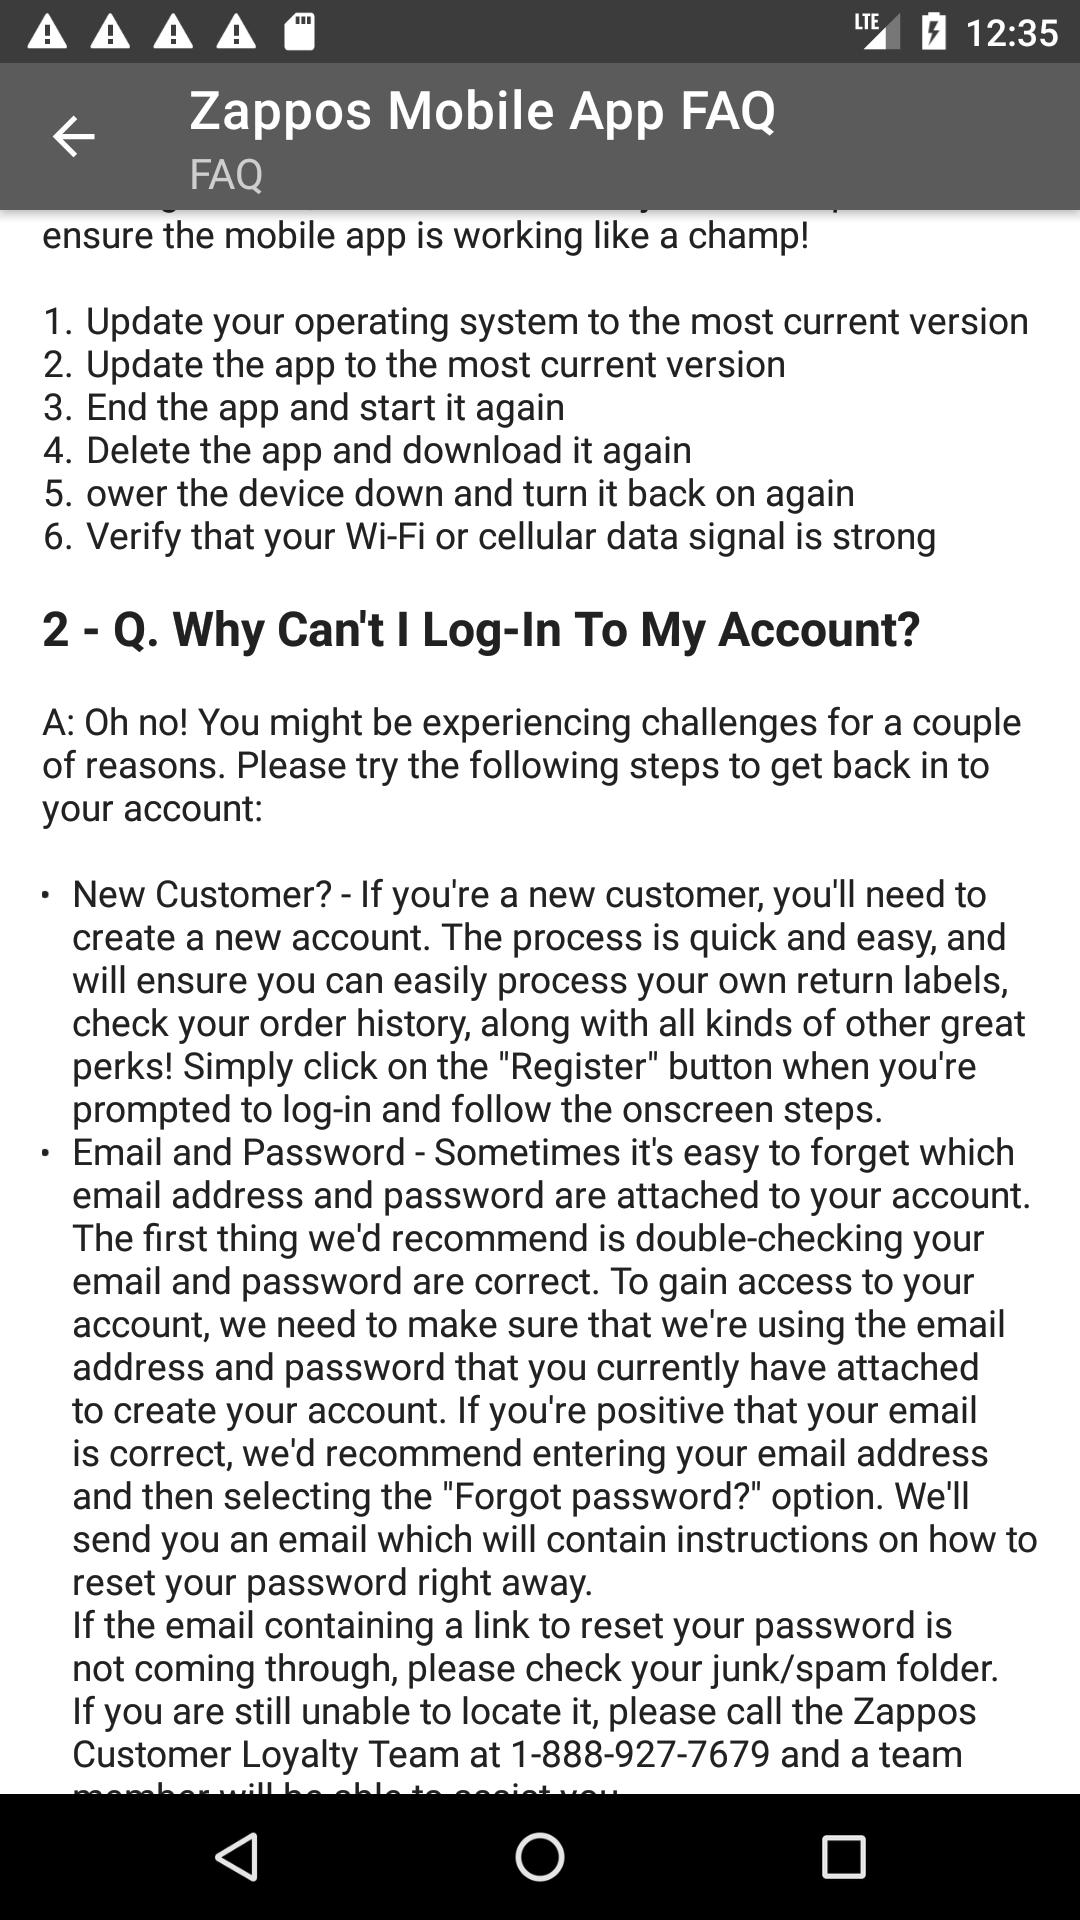 LTE 12:35
Zappos Mobile App FAQ
FAQ
ensure the mobile app is working like a champ!
1. Update your operating system to the most current version
2. Update the app to the most current version
3. End the app and start it again
4. Delete the app and download it again
5. ower the device down and turn it back on again
6. Verify that your Wi-Fi or cellular data signal is strong
2 - Q. Why Can't I Log-In To My Account?
A: Oh no! You might be experiencing challenges for a couple
of reasons. Please try the following steps to get back in to
your account:
• New Customer? - If you're a new customer, you'll need to
create a new account. The process is quick and easy, and
will ensure you can easily process your own return labels,
check your order history, along with all kinds of other great
perks! Simply click on the "Register" button when you're
prompted to log-in and follow the onscreen steps.
• Email and Password - Sometimes it's easy to forget which
email address and password are attached to your account.
The first thing we'd recommend is double-checking your
email and password are correct. To gain access to your
account, we need to make sure that we're using the email
address and password that you currently have attached
to create your account. If you're positive that your email
is correct, we'd recommend entering your email address
and then selecting the "Forgot password?" option. We'll
send you an email which will contain instructions on how to
reset your password right away.
If the email containing a link to reset your password is
not coming through, please check your junk/spam folder.
If you are still unable to locate it, please call the Zappos
Customer Loyalty Team at 1-888-927-7679 and a team
member will be able to assist you